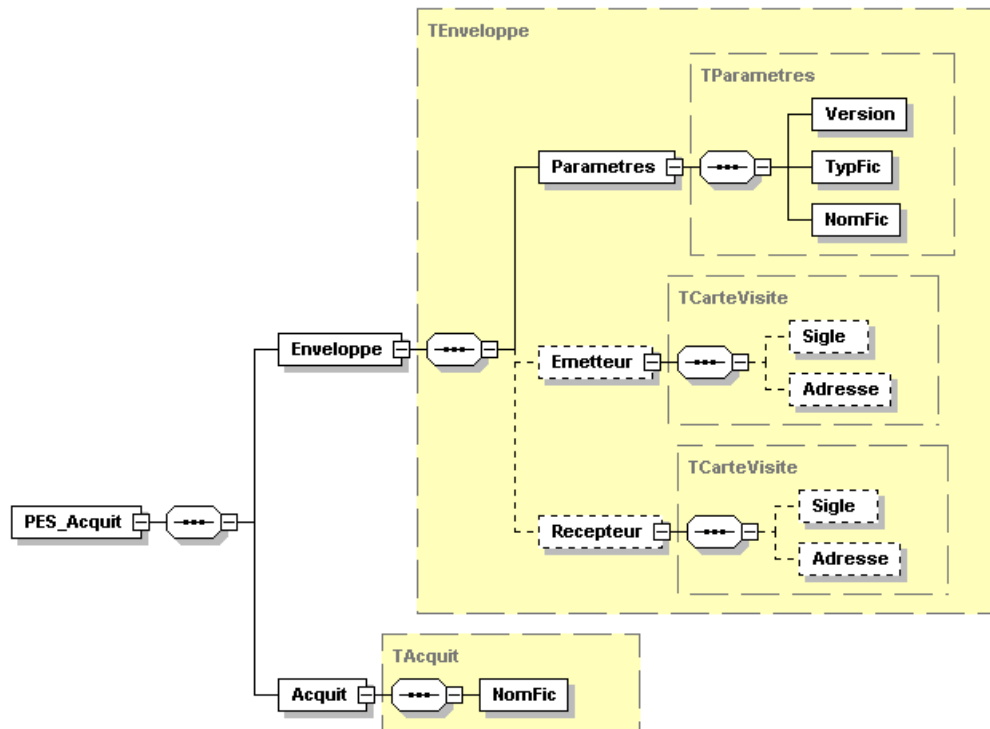 TEnveloppe
TParametres
Version
Parametres
TypFic
NomFic
TCarteVisite
Sigle
Enveloppe
Emetteur
Adresse
TCarteVisite
Sigle
PES_Acquit
Recepteur
Adresse
TAcquit
Acquit
NomFic